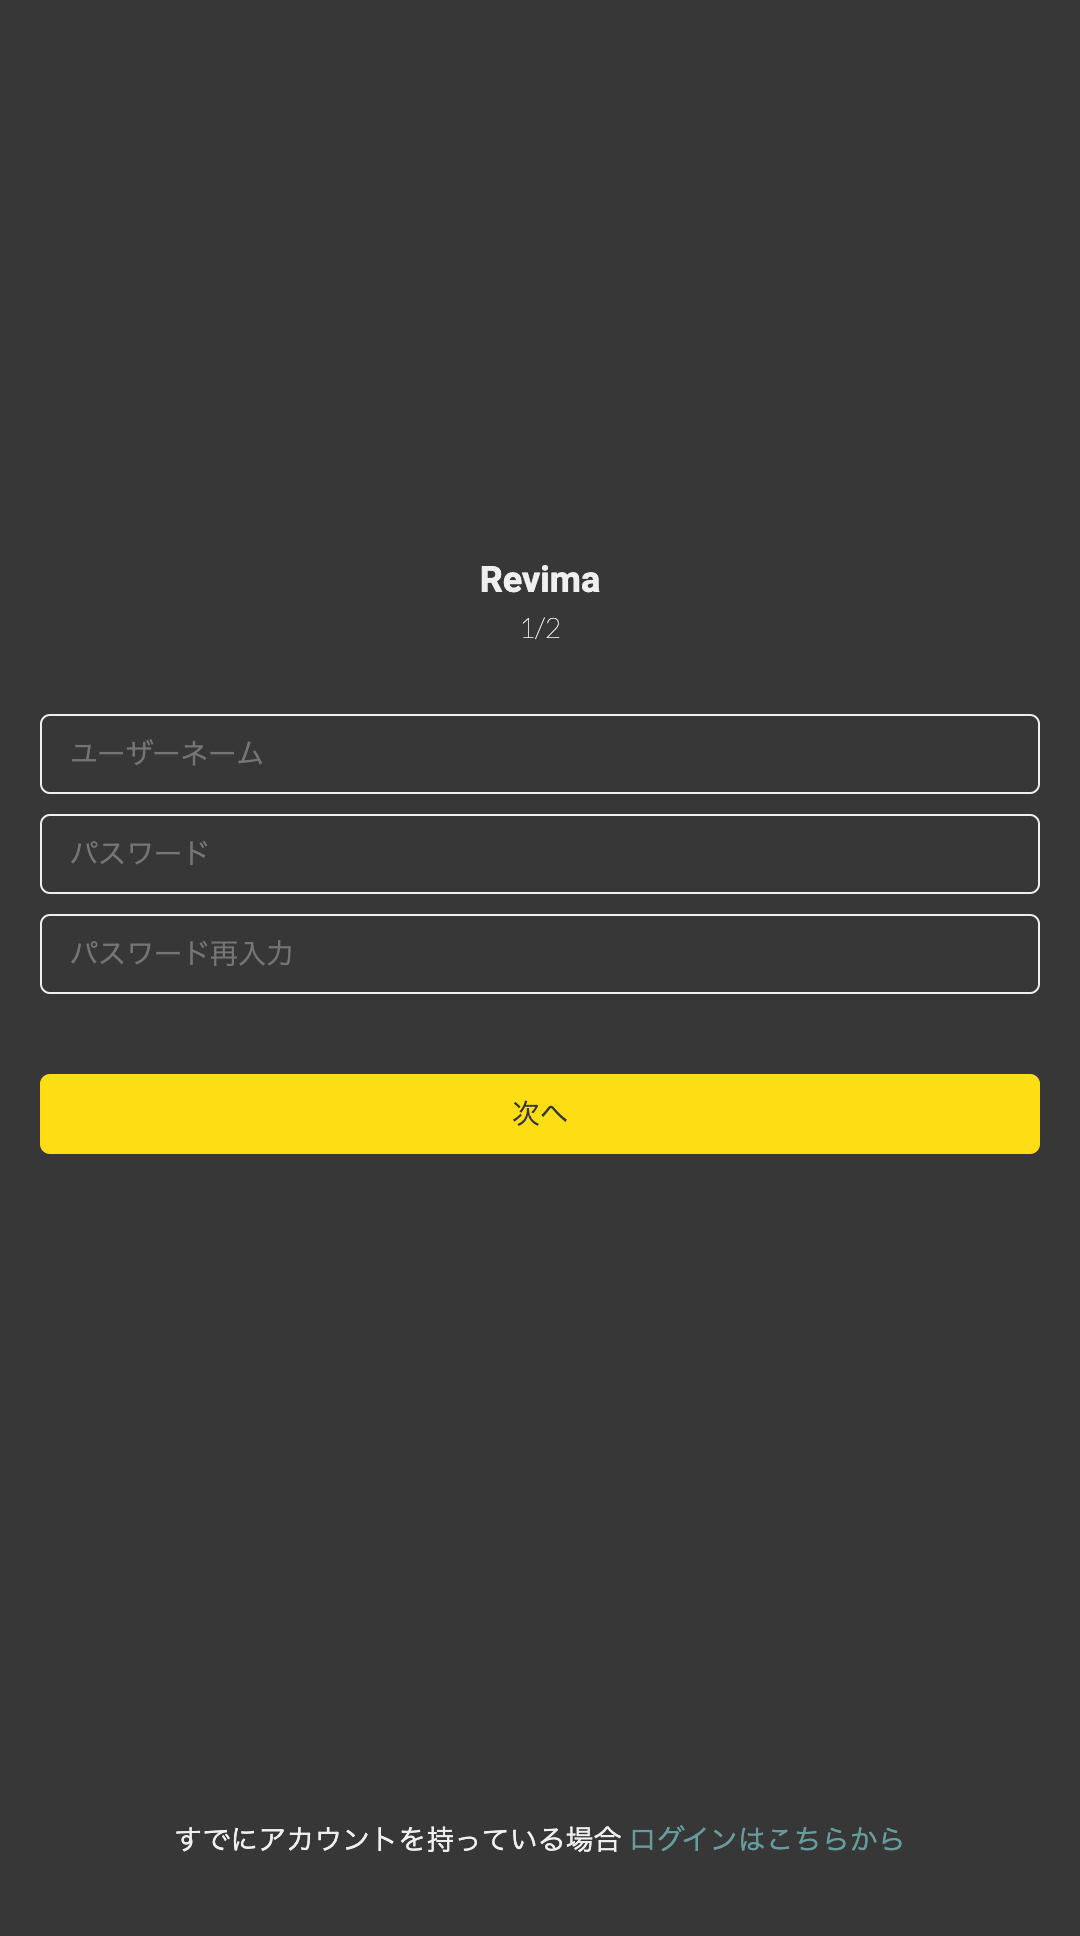 Revima
1/2
ユーザーネーム
パスワード
パスワード再入力
次へ
すでにアカウントを持っている場合 ログインはこちらから